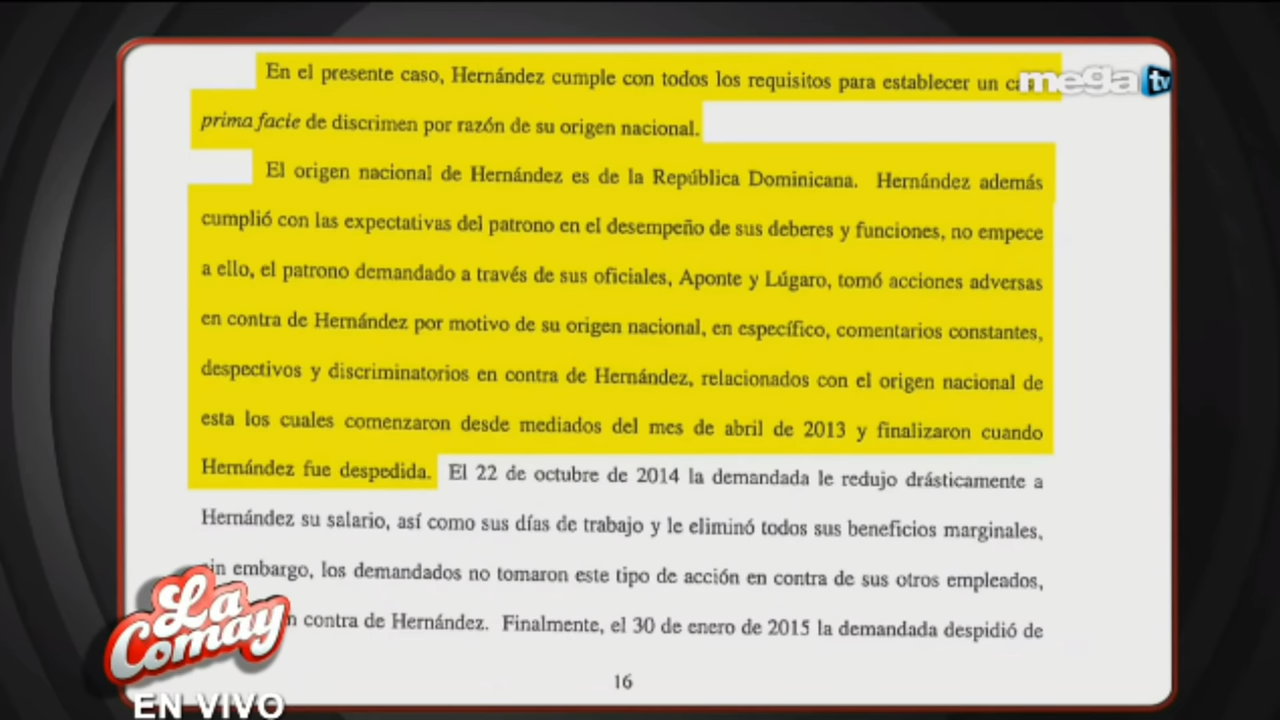 En el presente caso, Hernández cumple con todos los requisitos para establecer un
mega tv
prima facie de discrimen por razón de su origen nacional.
El origen nacional de Hernández es de la República Dominicana. Hernández además
cumplió con las expectativas del patrono en el desempeño de sus deberes y funciones, no empece
a ello, el patrono demandado a través de sus oficiales, Aponte y Lúgaro, tomó acciones adversas
en contra de Hernández por motivo de su origen nacional, en específico, comentarios constantes,
despectivos y discriminatorios en contra de Hernández, relacionados con el origen nacional de
esta los cuales comenzaron desde mediados del mes de abril de 2013 y finalizaron cuando
Hernández fue despedida. El 22 de octubre de 2014 la demandada le redujo drásticamente a
Hernández su salario, así como sus días de trabajo y le eliminó todos sus beneficios marginales,
embargo, los demandados no tomaron este tipo de acción en contra de sus otros empleados,
contra de Hernández. Finalmente, el 30 de enero de 2015 la demandada despidió de
16
La
Comay
EN VIVO